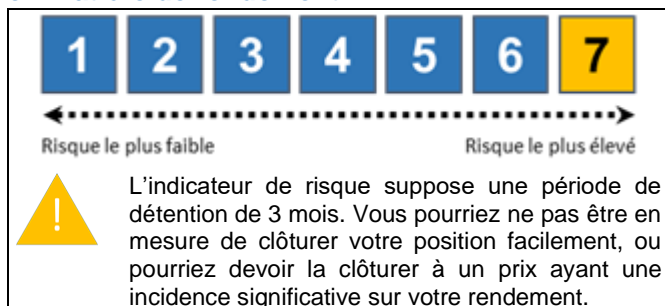 1 2 3 4 5 6 7
Risque le plus faible Risque le plus élevé
!
L'indicateur de risque suppose une période de
détention de 3 mois. Vous pourriez ne pas être en
mesure de clôturer votre position facilement, ou
pourriez devoir la clôturer à un prix ayant une
incidence significative sur votre rendement.